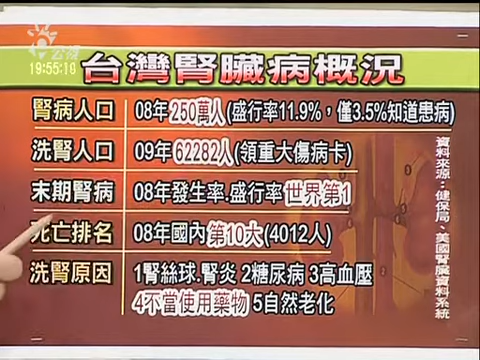 公視
19:55:10
台灣腎臟病概況
腎病人口 08年250萬人(盛行率11.9%，僅3.5%知道患病)
洗腎人口 09年62282人(領重大傷病卡)
末期腎病 08年發生率.盛行率世界第1
死亡排名 08年國內第10大(4012人)
洗腎原因 1腎絲球.腎炎 2糖尿病 3高血壓
4不當使用藥物 5自然老化
資料來源：健保局、美國腎臟資料系統